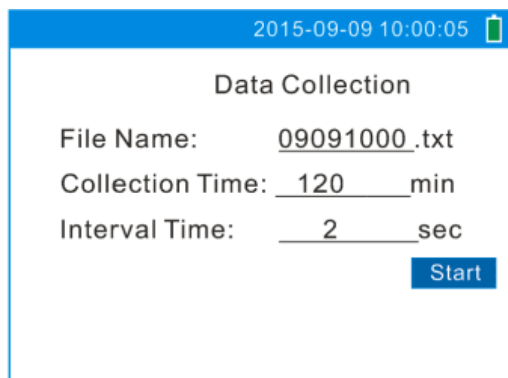 2015-09-09 10:00:05
Data Collection
File Name: 09091000.txt
Collection Time: 120 min
Interval Time: 2 sec
Start